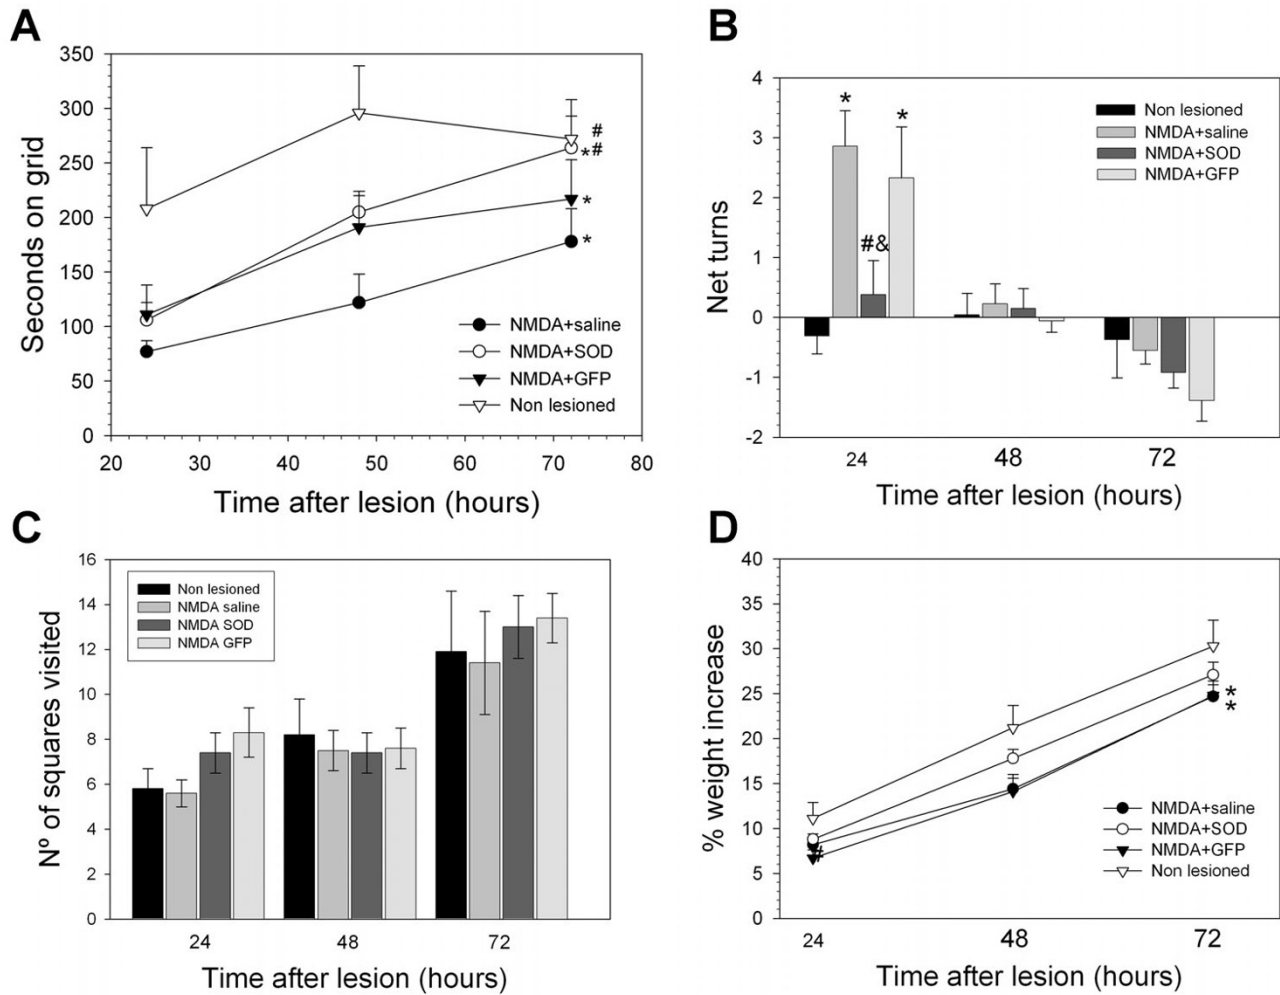 A
350
300
250
200
150
100
50
0
20 30 40 50 60 70 80
Seconds on grid
Time after lesion (hours)
#
*#
*
*
NMDA+saline
NMDA+SOD
NMDA+GFP
Non lesioned
B
4
3
2
1
0
-1
-2
24 48 72
Net turns
Time after lesion (hours)
*
*
#&
Non lesioned
NMDA+saline
NMDA+SOD
NMDA+GFP
C
16
14
12
10
8
6
4
2
0
24 48 72
Nº of squares visited
Time after lesion (hours)
Non lesioned
NMDA saline
NMDA SOD
NMDA GFP
D
40
35
30
25
20
15
10
5
0
24 48 72
% weight increase
Time after lesion (hours)
*
*
#
NMDA+saline
NMDA+SOD
NMDA+GFP
Non lesioned